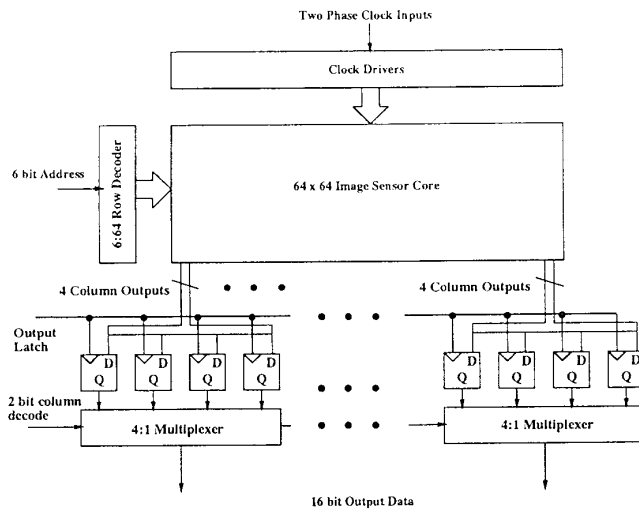 Two Phase Clock Inputs
Clock Drivers
6 bit Address
6:64 Row Decoder
64 x 64 Image Sensor Core
4 Column Outputs
4 Column Outputs
Output
Latch
D D D D D D D D
Q Q Q Q Q Q Q Q
2 bit column
decode
4:1 Multiplexer
4:1 Multiplexer
16 bit Output Data